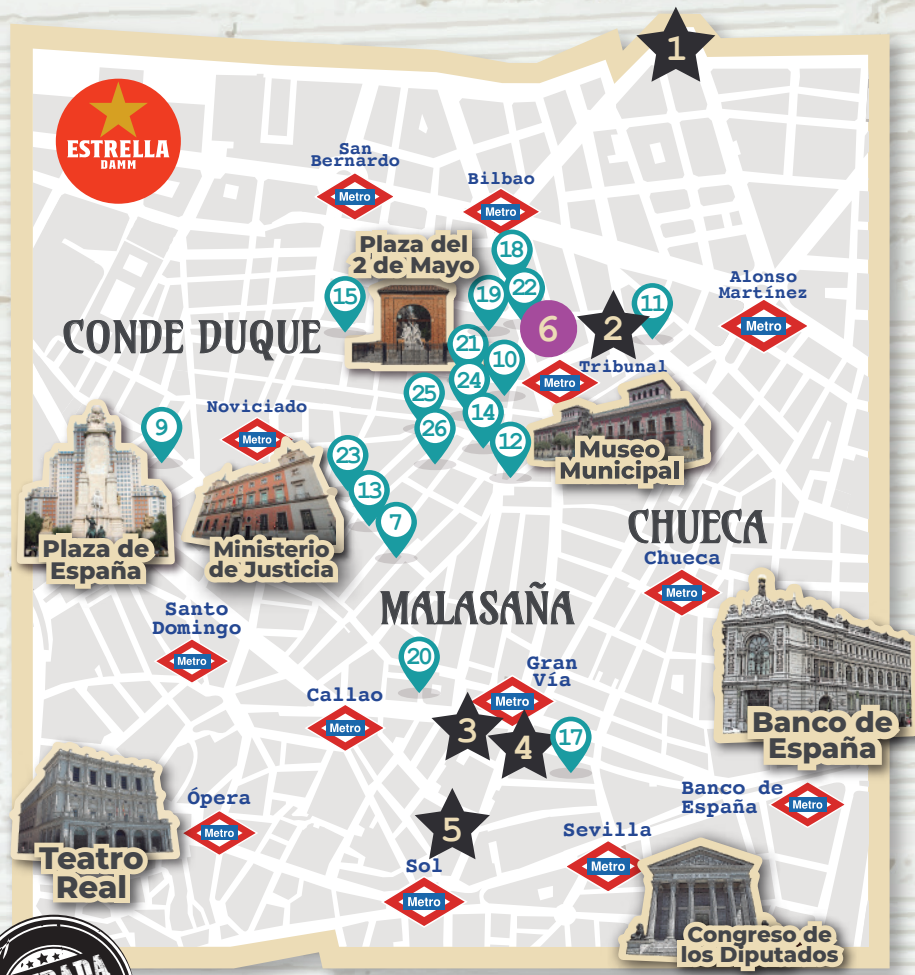 1
ESTRELLA
DAMM
San
Bernardo
Metro
Bilbao
Metro
Plaza del
2 de Mayo
18
15
19
22
6
2
11
Alonso
Martínez
Metro
CONDE DUQUE
21
10
Tribunal
Metro
24
25
14
26
12
Museo
Municipal
9
Noviciado
Metro
23
13
7
Plaza de
España
Ministerio
de Justicia
CHUECA
Chueca
Metro
MALASAÑA
Santo
Domingo
Metro
20
Gran
Vía
Metro
Callao
Metro
3
4
17
Banco de
España
Ópera
Metro
Banco de
España
Metro
5
Sol
Metro
Sevilla
Metro
Teatro
Real
Congreso de
los Diputados